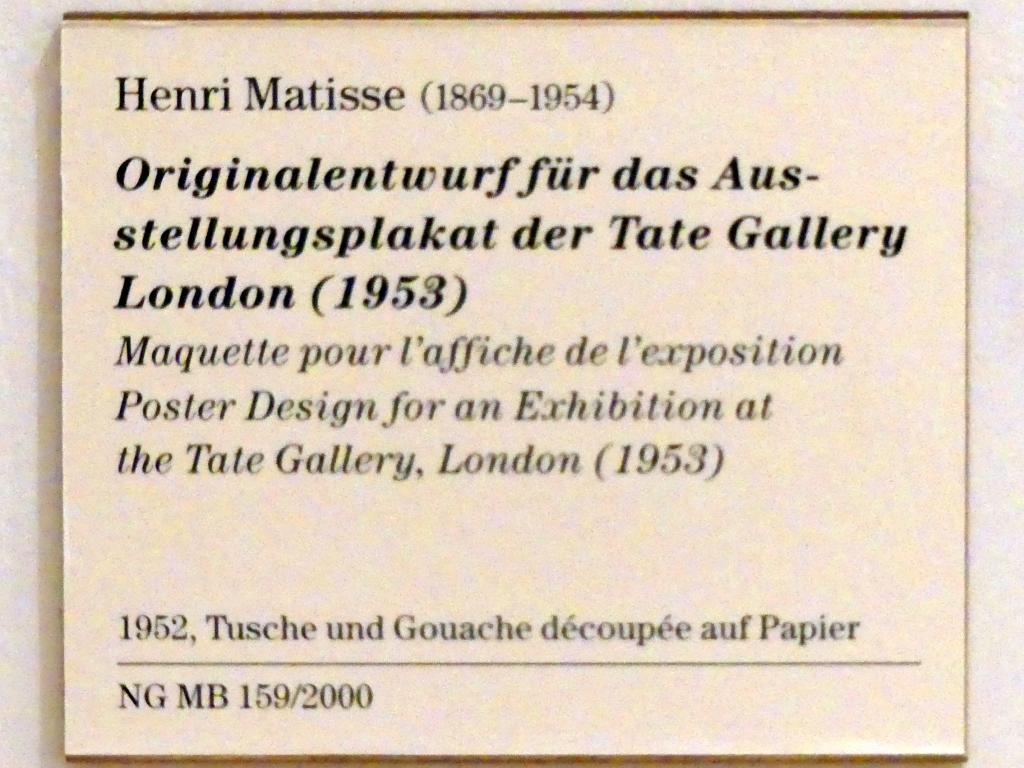 Henri Matisse (1869–1954)
Originalentwurf für das Aus-
stellungsplakat der Tate Gallery
London (1953)
Maquette pour l’affiche de l’exposition
Poster Design for an Exhibition at
the Tate Gallery, London (1953)
1952, Tusche und Gouache découpée auf Papier
NG MB 159/2000